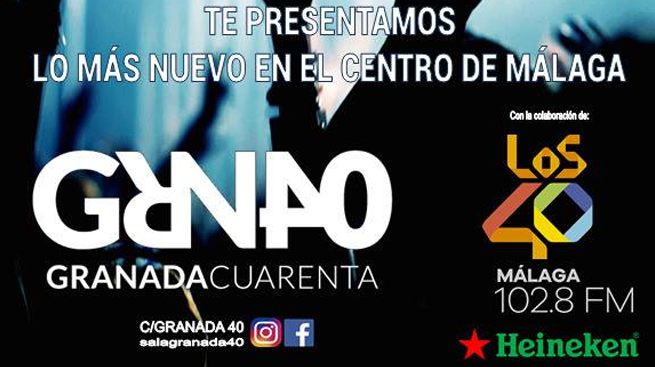 TE PRESENTAMOS
LO MÁS NUEVO EN EL CENTRO DE MÁLAGA
GRN40
GRANADACUARENTA
C/GRANADA 40
salagranada40
Con la colaboración de:
LOS
40
MÁLAGA
102.8 FM
Heineken